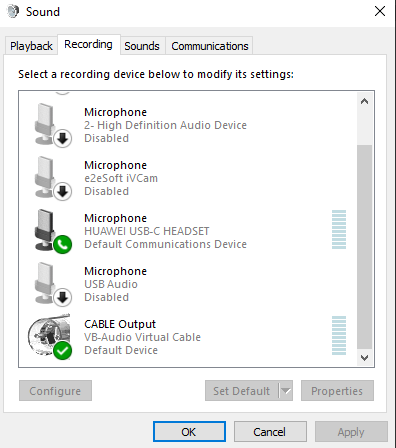 Sound
Playback Recording Sounds Communications
Select a recording device below to modify its settings:
Microphone
2- High Definition Audio Device
Disabled
Microphone
e2eSoft iVCam
Disabled
Microphone
HUAWEI USB-C HEADSET
Default Communications Device
Microphone
USB Audio
Disabled
CABLE Output
VB-Audio Virtual Cable
Default Device
Configure Set Default Properties
OK Cancel Apply